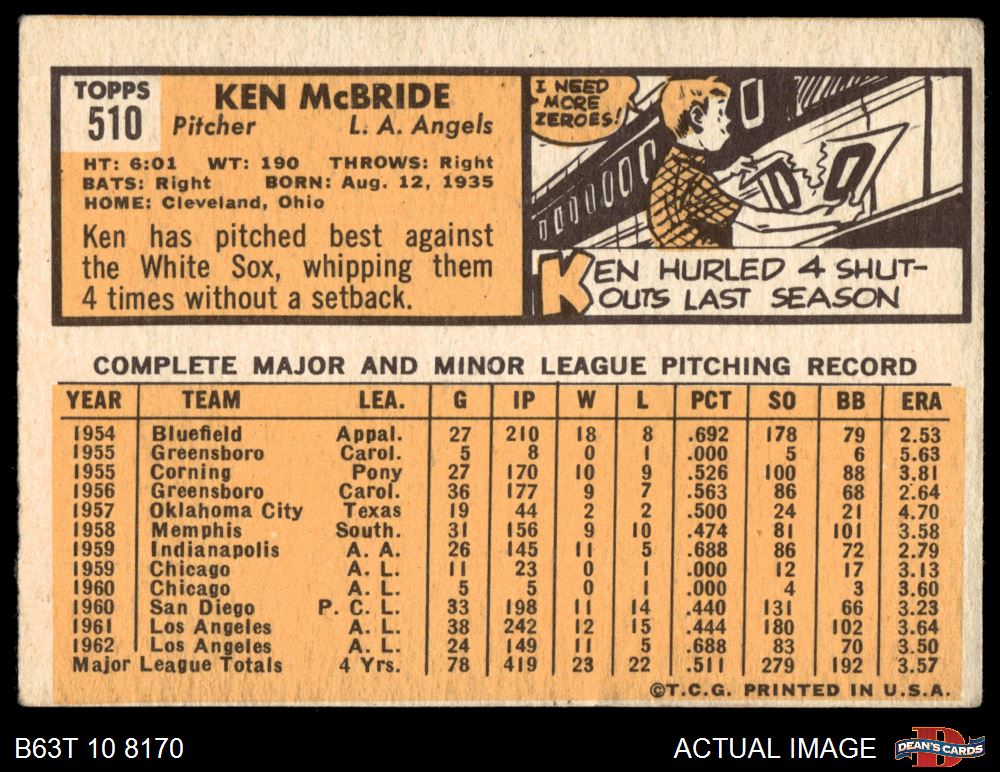 TOPPS
510
KEN McBRIDE
Pitcher L. A. Angels
HT: 6:01 WT: 190 THROWS: Right
BATS: Right BORN: Aug. 12, 1935
HOME: Cleveland, Ohio
Ken has pitched best against
the White Sox, whipping them
4 times without a setback.
I NEED
MORE
ZEROES!
KEN HURLED 4 SHUT-
OUTS LAST SEASON
COMPLETE MAJOR AND MINOR LEAGUE PITCHING RECORD
YEAR TEAM LEA. G IP W L PCT SO BB ERA
1954 Bluefield Appal. 27 210 18 8 .692 178 79 2.53
1955 Greensboro Carol. 5 8 0 1 .000 5 6 5.63
1955 Corning Pony 27 170 10 9 .526 100 88 3.81
1956 Greensboro Carol. 36 177 9 7 .563 86 68 2.64
1957 Oklahoma City Texas 19 44 2 2 .500 24 21 4.70
1958 Memphis South. 31 156 9 10 .474 81 101 3.58
1959 Indianapolis A. A. 26 145 11 5 .688 86 72 2.79
1959 Chicago A. L. 11 23 0 1 .000 12 17 3.13
1960 Chicago A. L. 5 5 0 1 .000 4 3 3.60
1960 San Diego P. C. L. 33 198 11 14 .440 131 66 3.23
1961 Los Angeles A. L. 38 242 12 15 .444 180 102 3.64
1962 Los Angeles A. L. 24 149 11 5 .688 83 70 3.50
Major League Totals 4 Yrs. 78 419 23 22 .511 279 192 3.57
©T.C.G. PRINTED IN U.S.A.
B63T 10 8170 ACTUAL IMAGE
DEAN'S CARDS